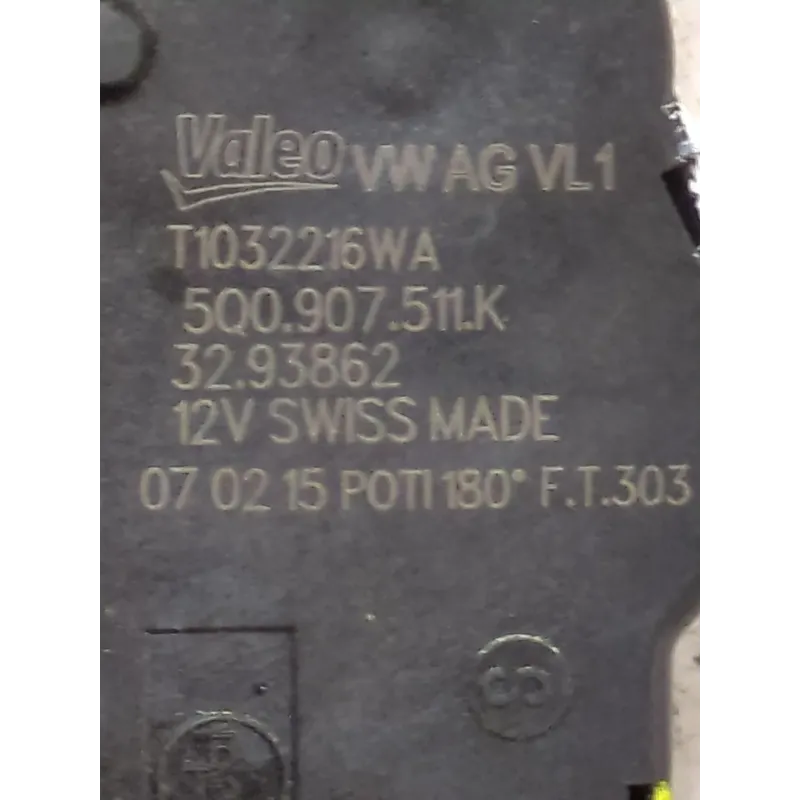 Valeo VW AG VL1
T1032216WA
5Q0.907.511.K
32.93862
12V SWISS MADE
07 02 15 POTI 180° F.T.303